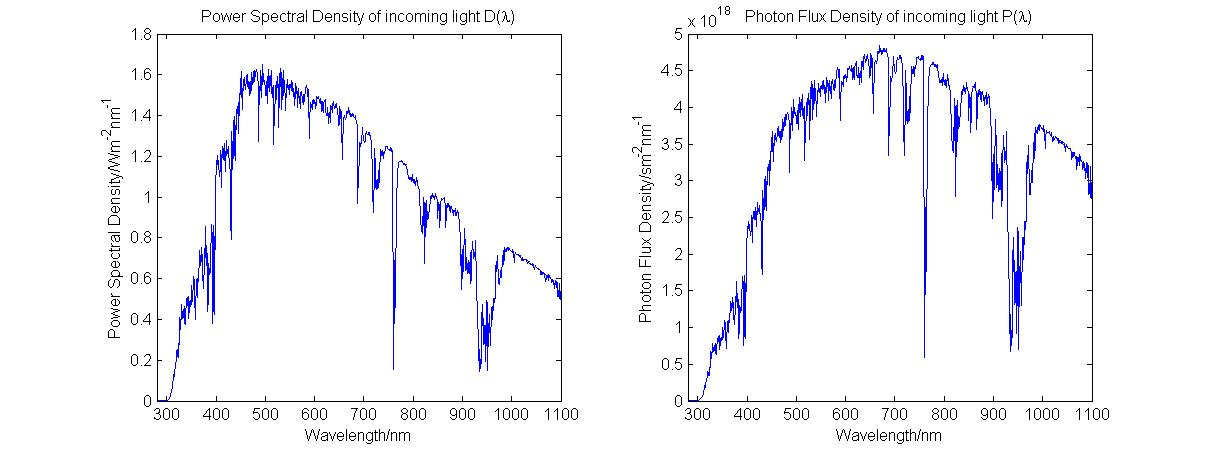 Power Spectral Density of incoming light D(λ)
1.8
1.6
1.4
1.2
1
0.8
0.6
0.4
0.2
0
Power Spectral Density/Wm⁻²nm⁻¹
300 400 500 600 700 800 900 1000 1100
Wavelength/nm
Photon Flux Density of incoming light P(λ)
x 10¹⁸
5
4.5
4
3.5
3
2.5
2
1.5
1
0.5
0
Photon Flux Density/sm⁻²nm⁻¹
300 400 500 600 700 800 900 1000 1100
Wavelength/nm